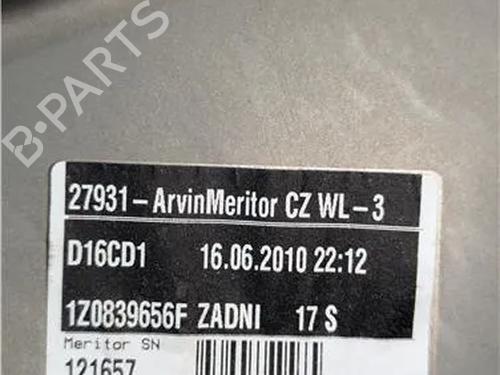 B-PARTS
27931-ArvinMeritor CZ WL-3
D16CD1 16.06.2010 22:12
1Z0839656F ZADNI 17 S
Meritor SN
121657